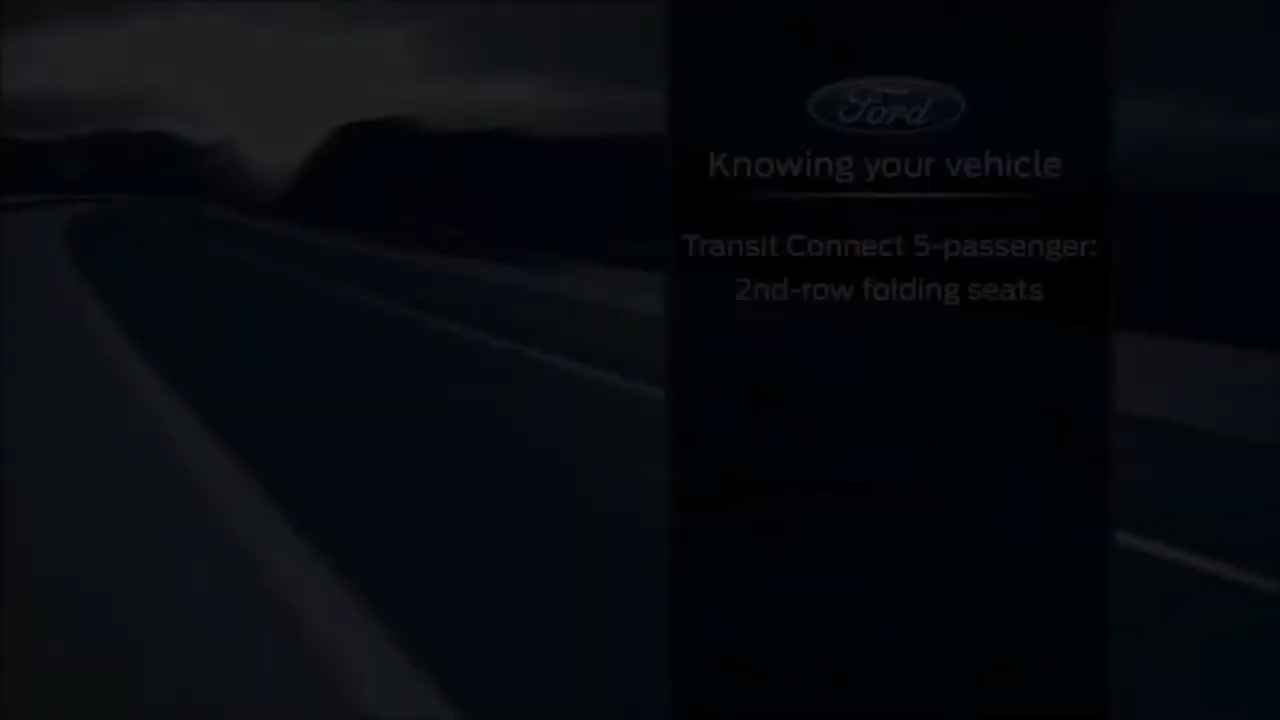 Ford
Knowing your vehicle
Transit Connect 5-passenger:
2nd-row folding seats